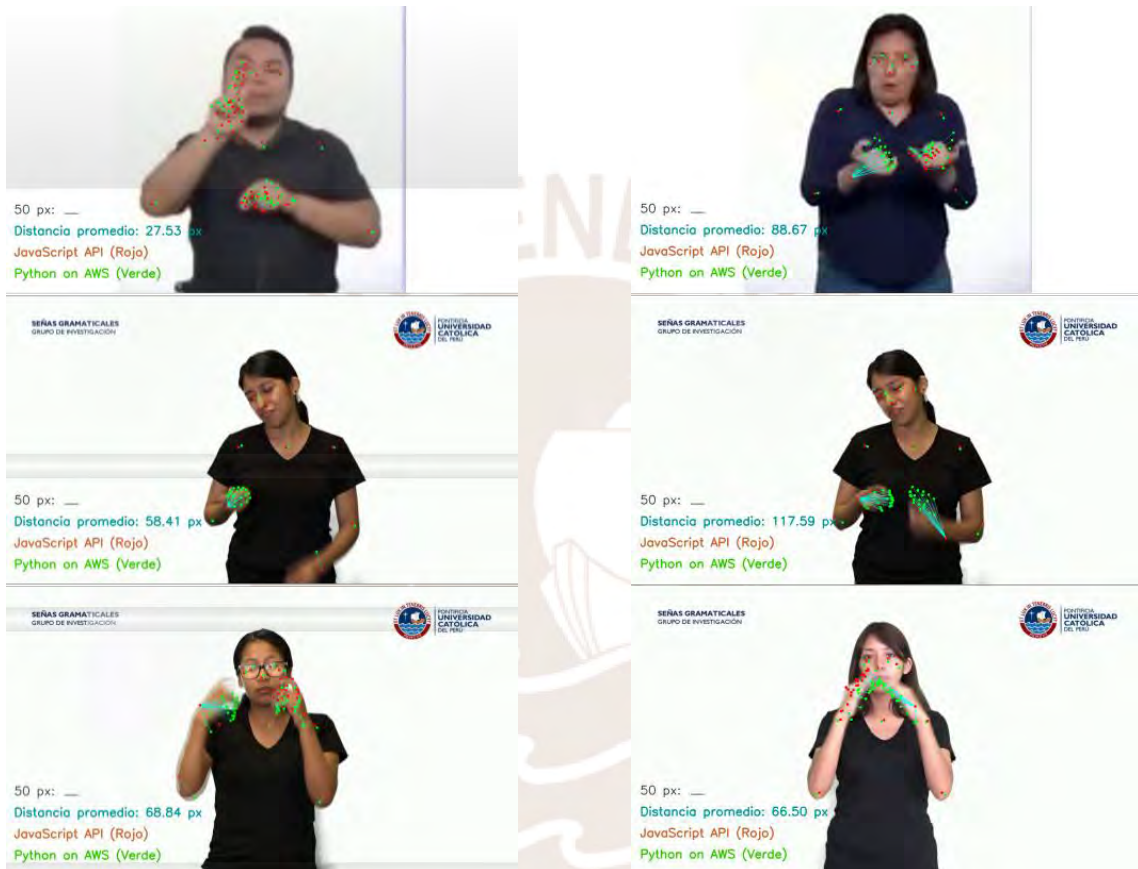 50 px:
Distancia promedio: 27.53 px
JavaScript API (Rojo)
Python on AWS (Verde)
50 px:
Distancia promedio: 88.67 px
JavaScript API (Rojo)
Python on AWS (Verde)
SEÑAS GRAMATICALES
GRUPO DE INVESTIGACIÓN
PONTIFICIA
UNIVERSIDAD
CATÓLICA
DEL PERÚ
50 px:
Distancia promedio: 58.41 px
JavaScript API (Rojo)
Python on AWS (Verde)
SEÑAS GRAMATICALES
GRUPO DE INVESTIGACIÓN
PONTIFICIA
UNIVERSIDAD
CATÓLICA
DEL PERÚ
50 px:
Distancia promedio: 117.59 px
JavaScript API (Rojo)
Python on AWS (Verde)
SEÑAS GRAMATICALES
GRUPO DE INVESTIGACIÓN
PONTIFICIA
UNIVERSIDAD
CATÓLICA
DEL PERÚ
50 px:
Distancia promedio: 68.84 px
JavaScript API (Rojo)
Python on AWS (Verde)
SEÑAS GRAMATICALES
GRUPO DE INVESTIGACIÓN
PONTIFICIA
UNIVERSIDAD
CATÓLICA
DEL PERÚ
50 px:
Distancia promedio: 66.50 px
JavaScript API (Rojo)
Python on AWS (Verde)